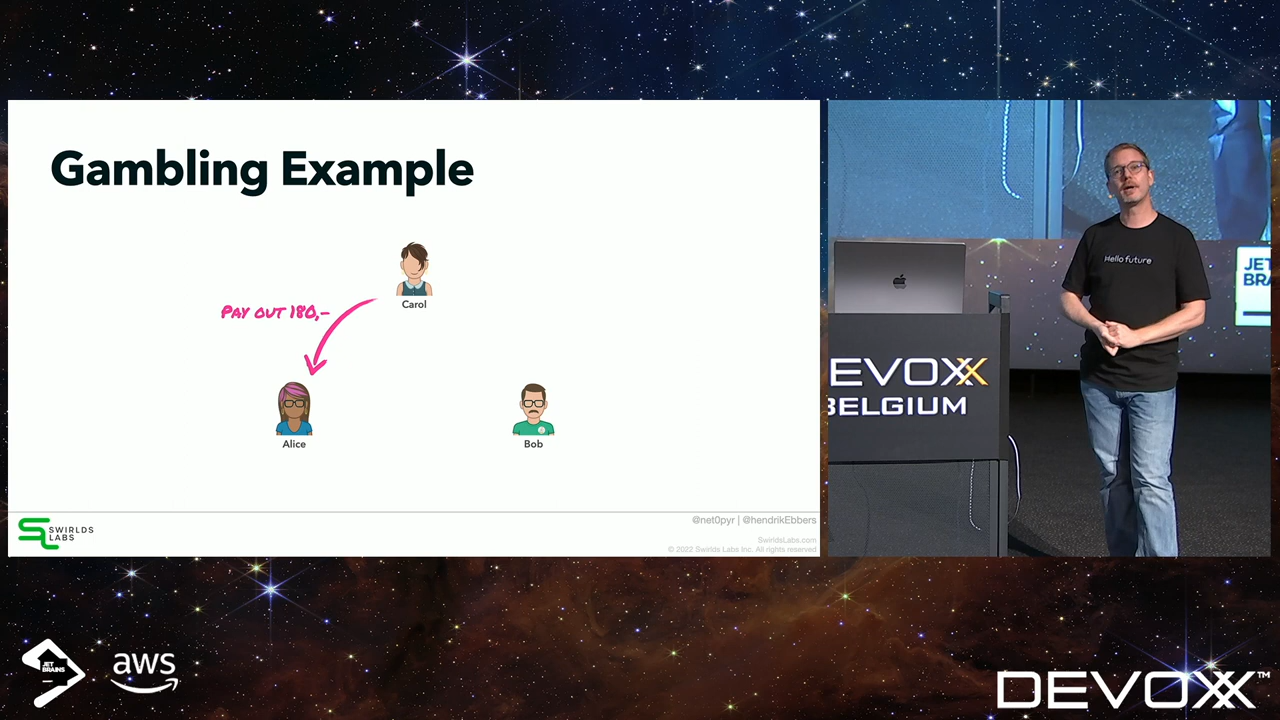 Gambling Example
Carol
PAY OUT 180,-
Alice
Bob
SWIRLDS
LABS
@net0pyr | @hendrikEbbers
SwirldsLabs.com
© 2022 Swirlds Labs Inc. All rights reserved
Hello future
JET
BRA
DEVOXX
BELGIUM
JET
BRAINS
aws
DEVOXX™